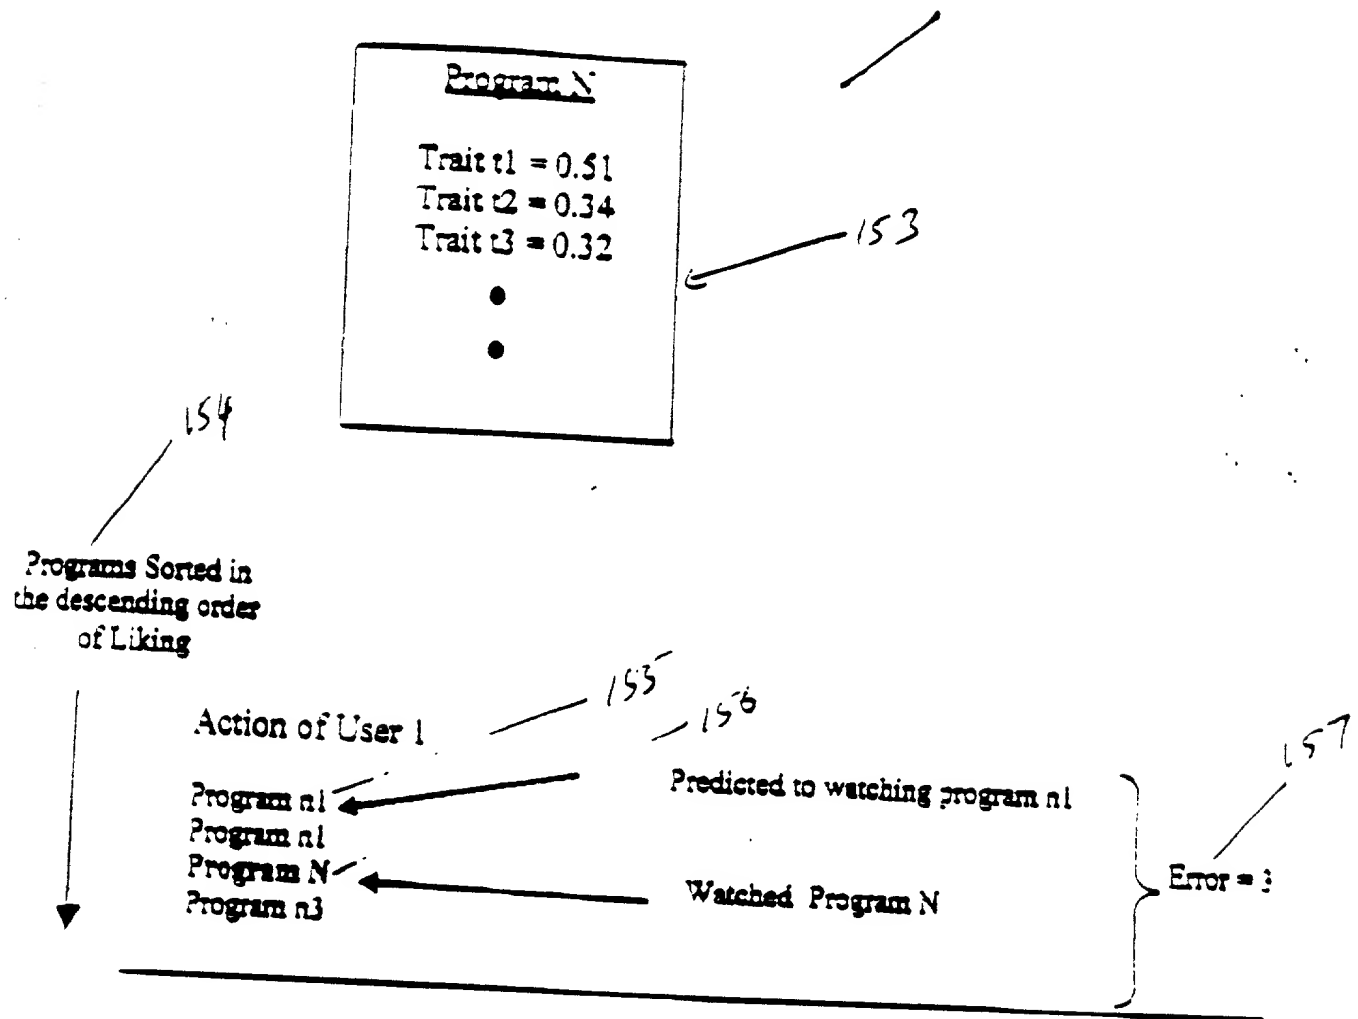 Program N
Trait t1 = 0.51
Trait t2 = 0.34
Trait t3 = 0.32
153
154
Programs Sorted in
the descending order
of Liking
155
156
157
Action of User 1
Program n1
Predicted to watching program n1
Program n1
Program N
Program n3
Watched Program N
Error = 3